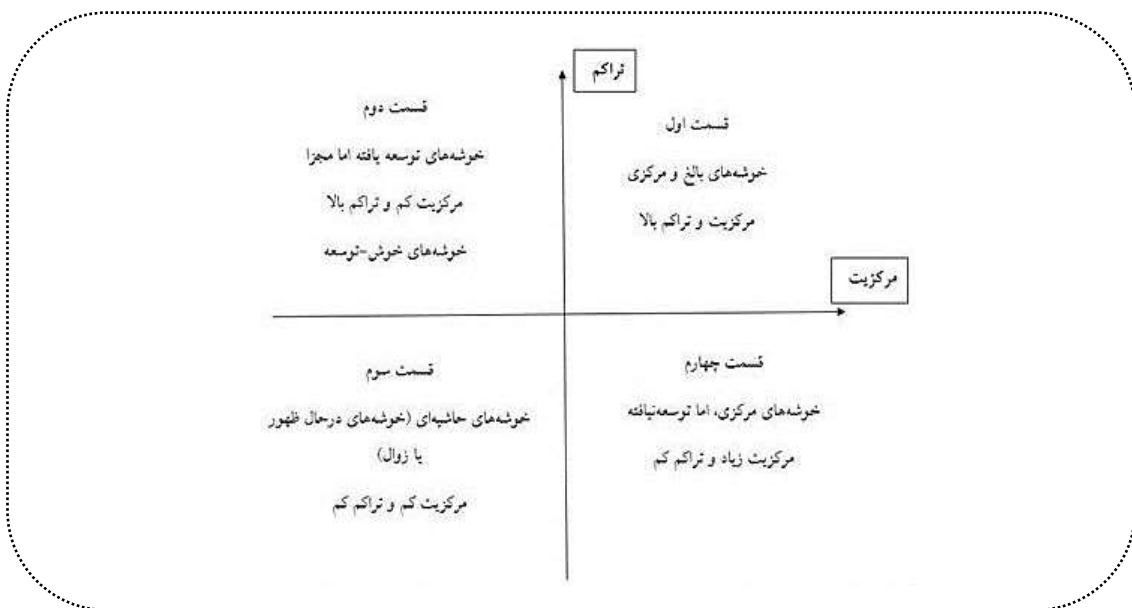 تراکم
قسمت اول
خوشه‌های بالغ و مرکزی
مرکزیت و تراکم بالا
قسمت دوم
خوشه‌های توسعه یافته اما مجزا
مرکزیت کم و تراکم بالا
خوشه‌های خوش-توسعه
مرکزیت
قسمت چهارم
خوشه‌های مرکزی، اما توسعه‌نیافته
مرکزیت زیاد و تراکم کم
قسمت سوم
خوشه‌های حاشیه‌ای (خوشه‌های درحال ظهور
یا زوال)
مرکزیت کم و تراکم کم